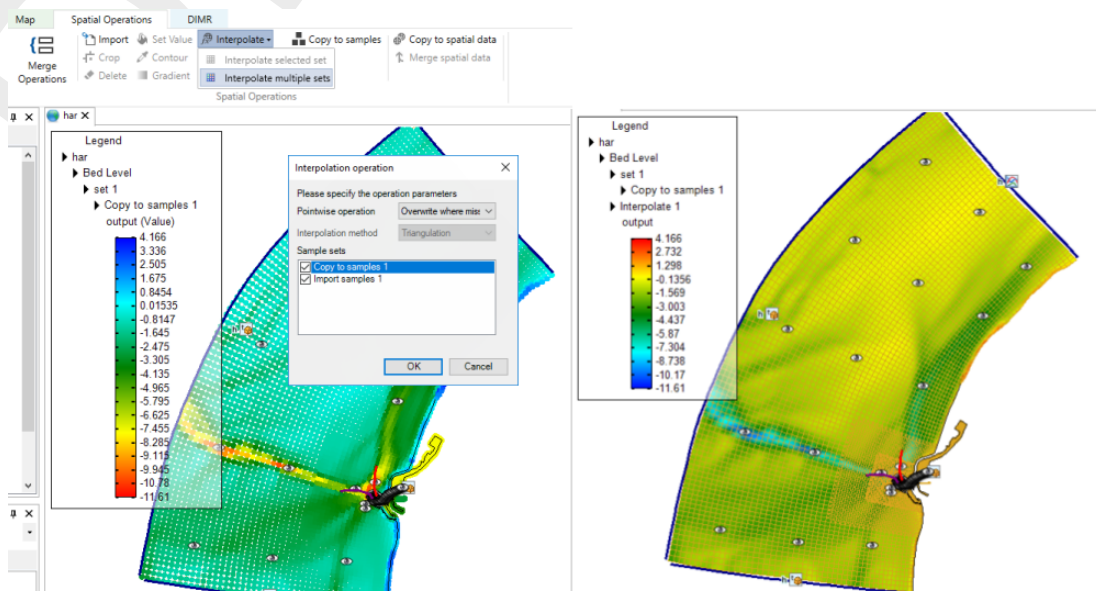 Map Spatial Operations DIMR
Import Set Value Interpolate Copy to samples Copy to spatial data
Merge Operations
Crop Contour Interpolate selected set Merge spatial data
Delete Gradient Interpolate multiple sets
Spatial Operations
har
Legend
har
Bed Level
set 1
Copy to samples 1
output (Value)
4.166
3.336
2.505
1.675
0.8454
0.01535
-0.8147
-1.645
-2.475
-3.305
-4.135
-4.965
-5.795
-6.625
-7.455
-8.285
-9.115
-9.945
-10.78
-11.61
Interpolation operation
Please specify the operation parameters
Pointwise operation Overwrite where miss
Interpolation method Triangulation
Sample sets
Copy to samples 1
Import samples 1
OK Cancel
Legend
har
Bed Level
set 1
Copy to samples 1
Interpolate 1
output
4.166
2.732
1.298
-0.1356
-1.569
-3.003
-4.437
-5.87
-7.304
-8.738
-10.17
-11.61